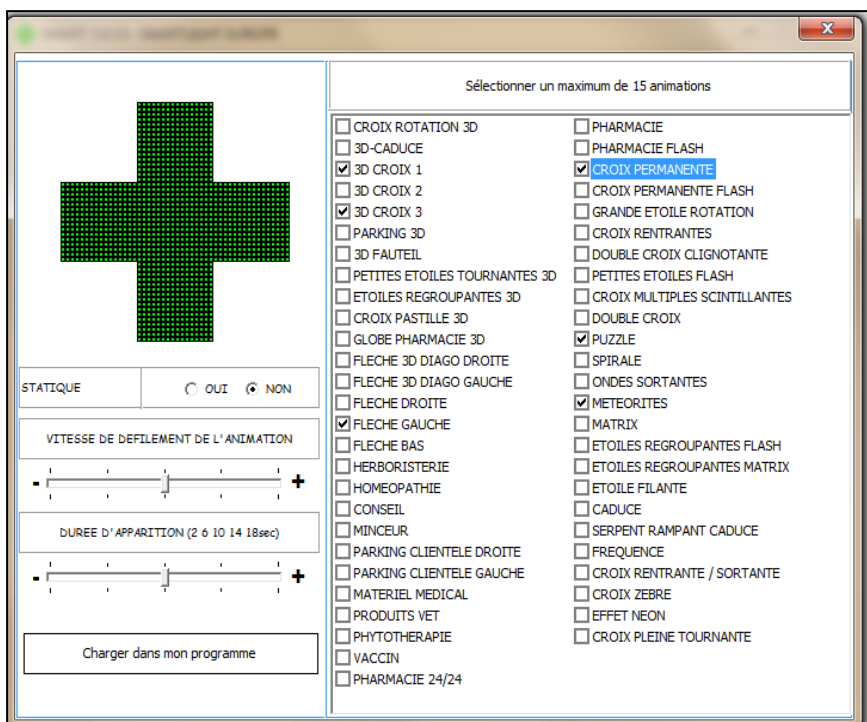 Sélectionner un maximum de 15 animations
CROIX ROTATION 3D
3D-CADUCE
3D CROIX 1
3D CROIX 2
3D CROIX 3
PARKING 3D
3D FAUTEIL
PETITES ETOILES TOURNANTES 3D
ETOILES REGROUPANTES 3D
CROIX PASTILLE 3D
GLOBE PHARMACIE 3D
FLECHE 3D DIAGO DROITE
FLECHE 3D DIAGO GAUCHE
FLECHE DROITE
FLECHE GAUCHE
FLECHE BAS
HERBORISTERIE
HOMEOPATHIE
CONSEIL
MINCEUR
PARKING CLIENTELE DROITE
PARKING CLIENTELE GAUCHE
MATERIEL MEDICAL
PRODUITS VET
PHYTOTHERAPIE
VACCIN
PHARMACIE 24/24
PHARMACIE
PHARMACIE FLASH
CROIX PERMANENTE
CROIX PERMANENTE FLASH
GRANDE ETOILE ROTATION
CROIX RENTRANTES
DOUBLE CROIX CLIGNOTANTE
PETITES ETOILES FLASH
CROIX MULTIPLES SCINTILLANTES
DOUBLE CROIX
PUZZLE
SPIRALE
ONDES SORTANTES
METEORITES
MATRIX
ETOILES REGROUPANTES FLASH
ETOILES REGROUPANTES MATRIX
ETOILE FILANTE
CADUCE
SERPENT RAMPANT CADUCE
FREQUENCE
CROIX RENTRANTE / SORTANTE
CROIX ZEBRE
EFFET NEON
CROIX PLEINE TOURNANTE
STATIQUE OUI NON
VITESSE DE DEFILEMENT DE L'ANIMATION
- +
DUREE D'APPARITION (2 6 10 14 18sec)
- +
Charger dans mon programme